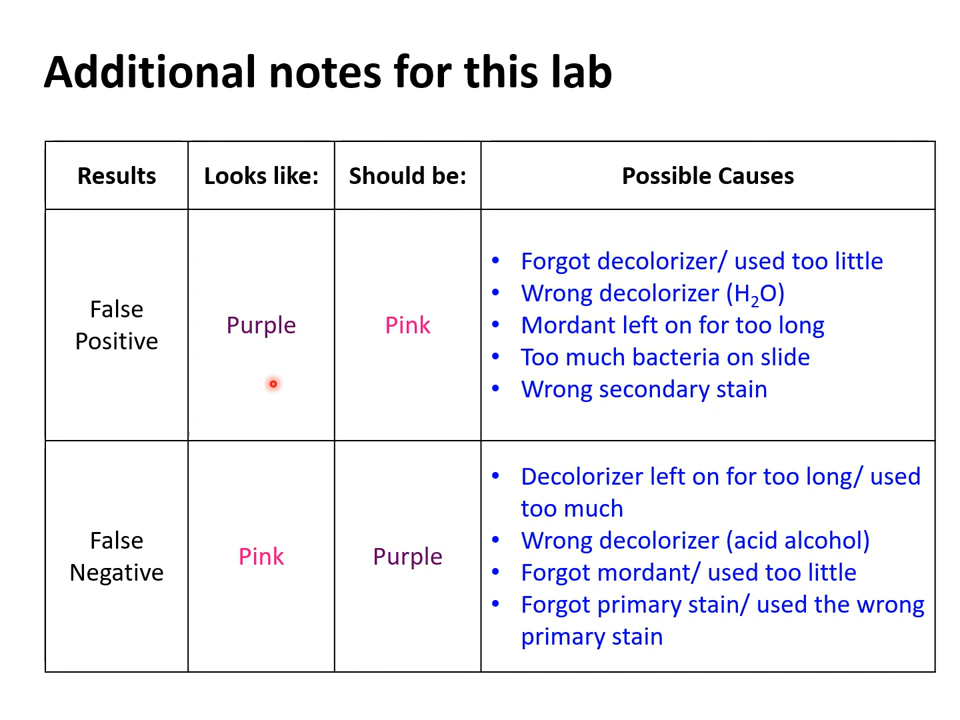 Additional notes for this lab
Results
Looks like:
Should be:
Possible Causes
False
Positive
Purple
Pink
• Forgot decolorizer/ used too little
• Wrong decolorizer (H₂O)
• Mordant left on for too long
• Too much bacteria on slide
• Wrong secondary stain
False
Negative
Pink
Purple
• Decolorizer left on for too long/ used
too much
• Wrong decolorizer (acid alcohol)
• Forgot mordant/ used too little
• Forgot primary stain/ used the wrong
primary stain